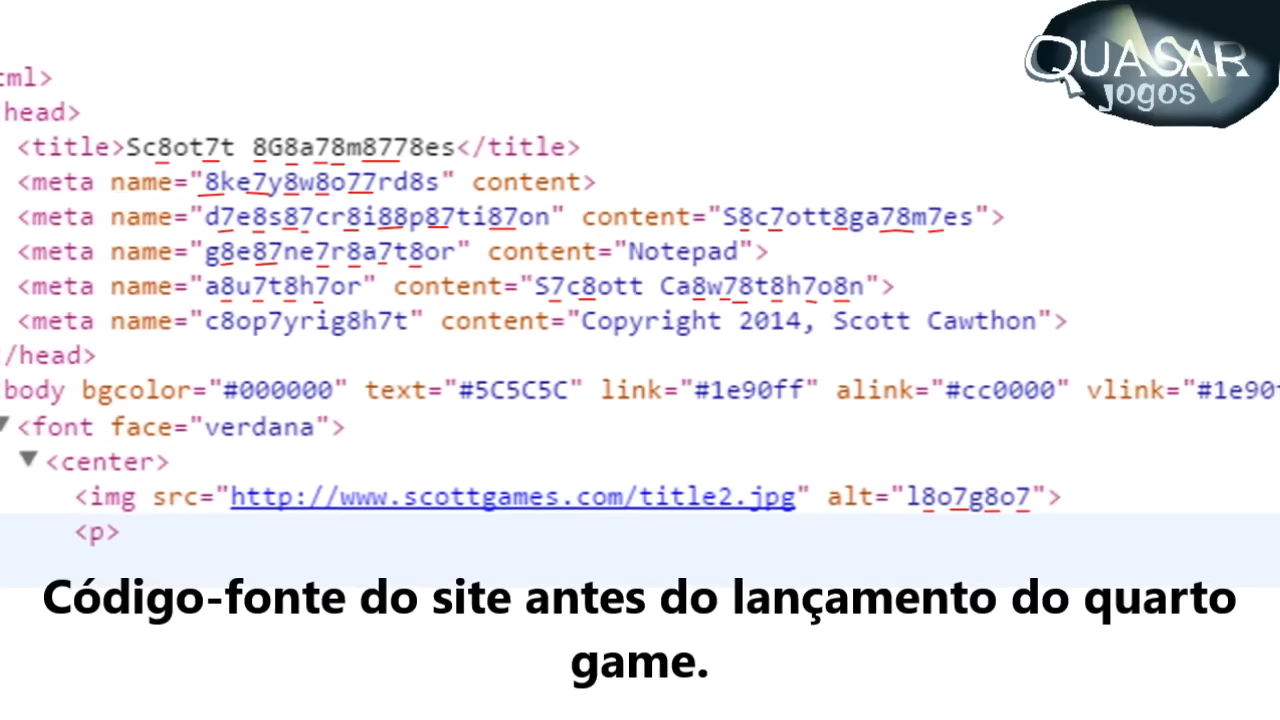 QUASAR
jogos
tml>
head>
<title>Sc8ot7t 8G8a78m8778es</title>
<meta name="8ke7y8w8o77rd8s" content>
<meta name="d7e8s87cr8i88p87ti87on" content="S8c7ott8ga78m7es">
<meta name="g8e87ne7r8a7t8or" content="Notepad">
<meta name="a8u7t8h7or" content="S7c8ott Ca8w78t8h7o8n">
<meta name="c8op7yrig8h7t" content="Copyright 2014, Scott Cawthon">
/head>
body bgcolor="#000000" text="#5C5C5C" link="#1e90ff" alink="#cc0000" vlink="#1e90f
<font face="verdana">
<center>
<img src="http://www.scottgames.com/title2.jpg" alt="l8o7g8o7">
<p>
Código-fonte do site antes do lançamento do quarto
game.